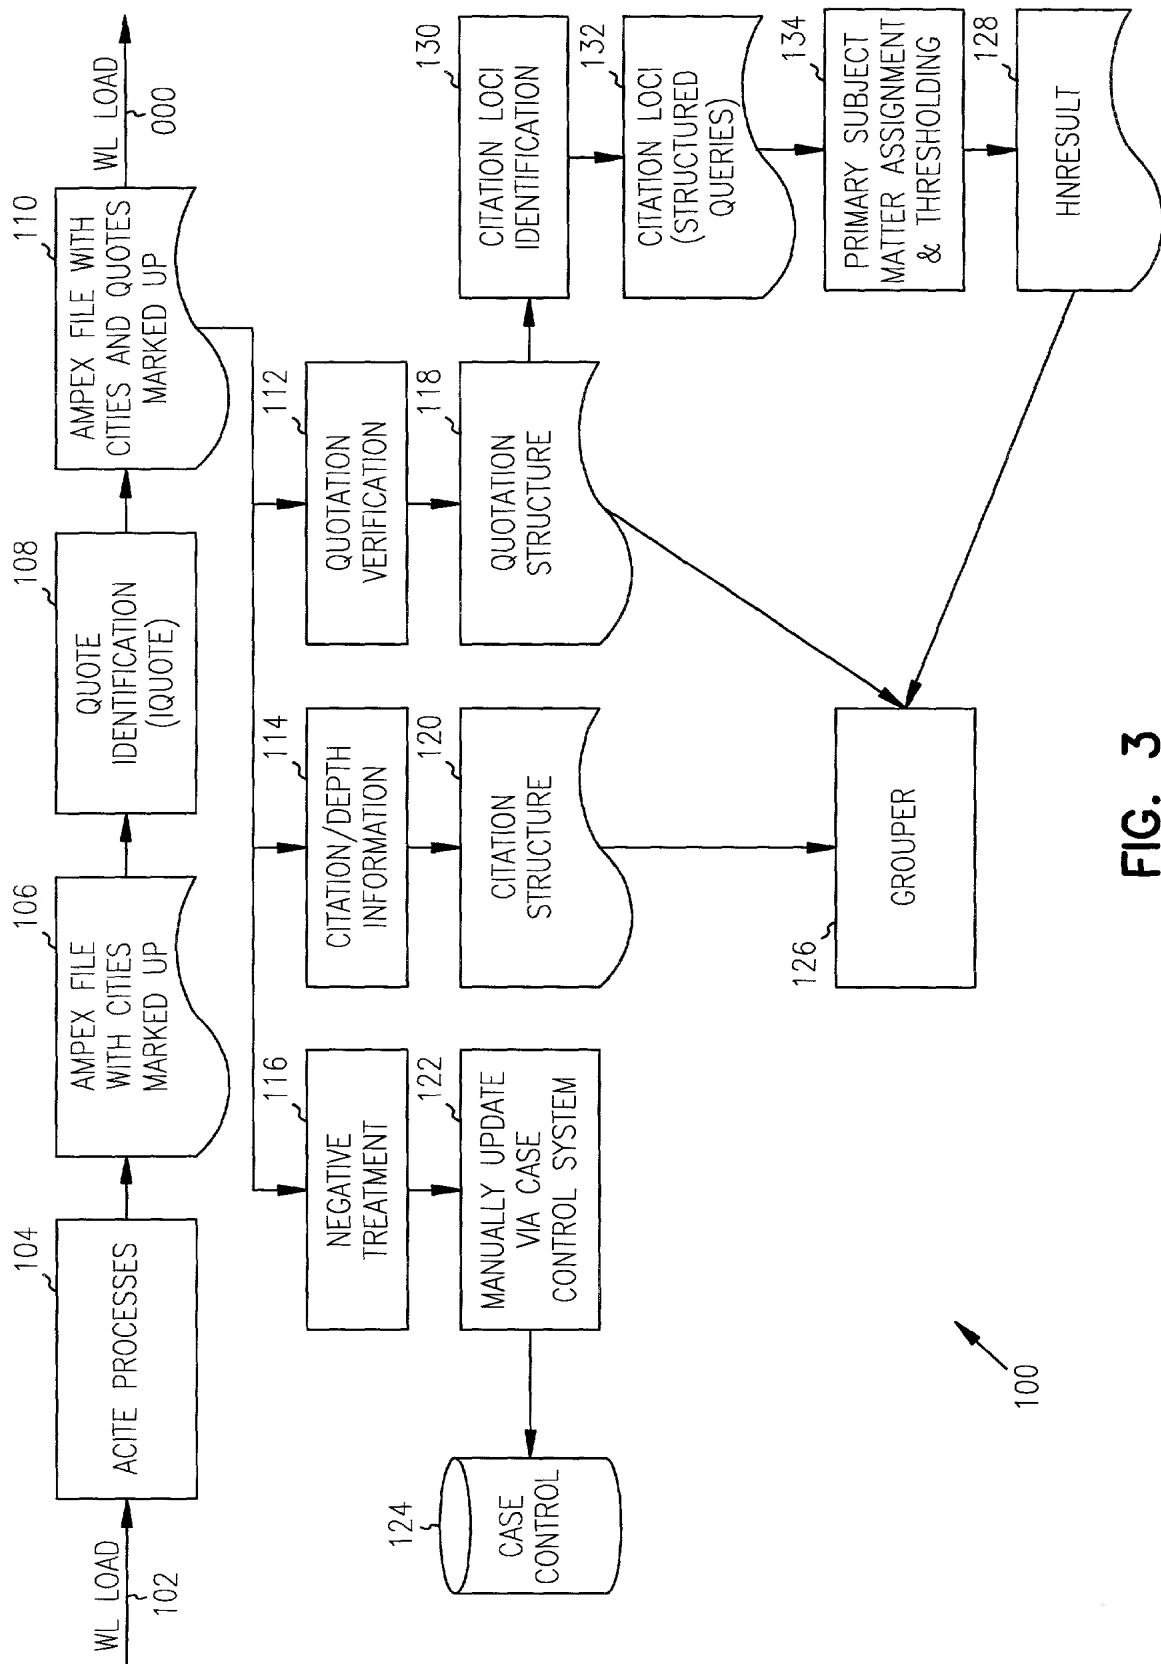 WL LOAD
102
104
ACITE PROCESSES
106
AMPEX FILE
WITH CITIES
MARKED UP
108
QUOTE
IDENTIFICATION
(IQUOTE)
110
AMPEX FILE WITH
CITIES AND QUOTES
MARKED UP
WL LOAD
000
116
NEGATIVE
TREATMENT
114
CITATION/DEPTH
INFORMATION
112
QUOTATION
VERIFICATION
122
MANUALLY UPDATE
VIA CASE
CONTROL SYSTEM
120
CITATION
STRUCTURE
118
QUOTATION
STRUCTURE
130
CITATION LOCI
IDENTIFICATION
124
CASE
CONTROL
132
CITATION LOCI
(STRUCTURED
QUERIES)
126
GROUPER
134
PRIMARY SUBJECT
MATTER ASSIGNMENT
& THRESHOLDING
128
HNRESULT
100
FIG. 3